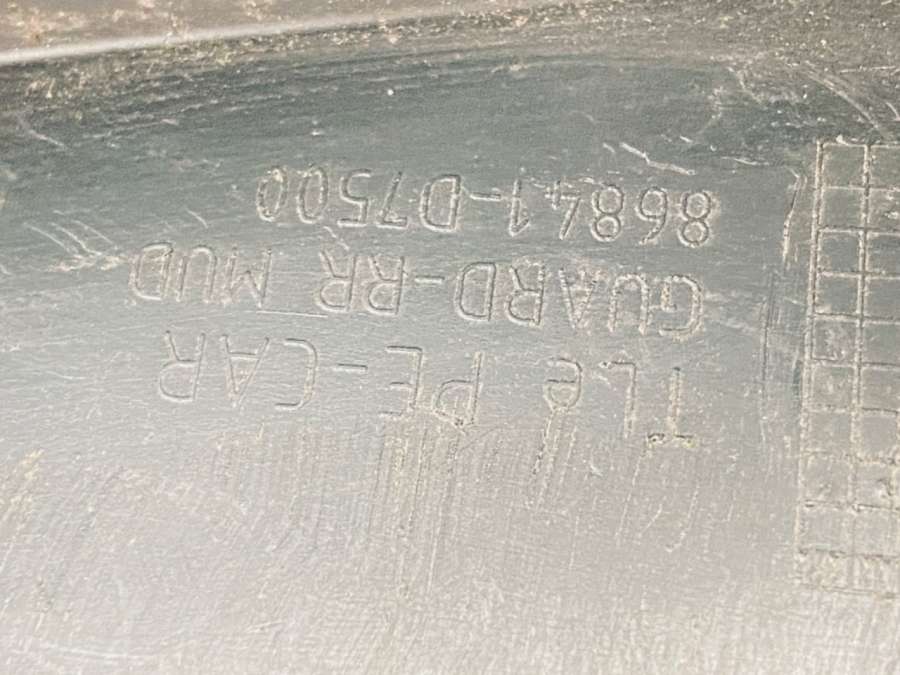 TLe PE-CAR
GUARD-RR MUD
86841-D7500